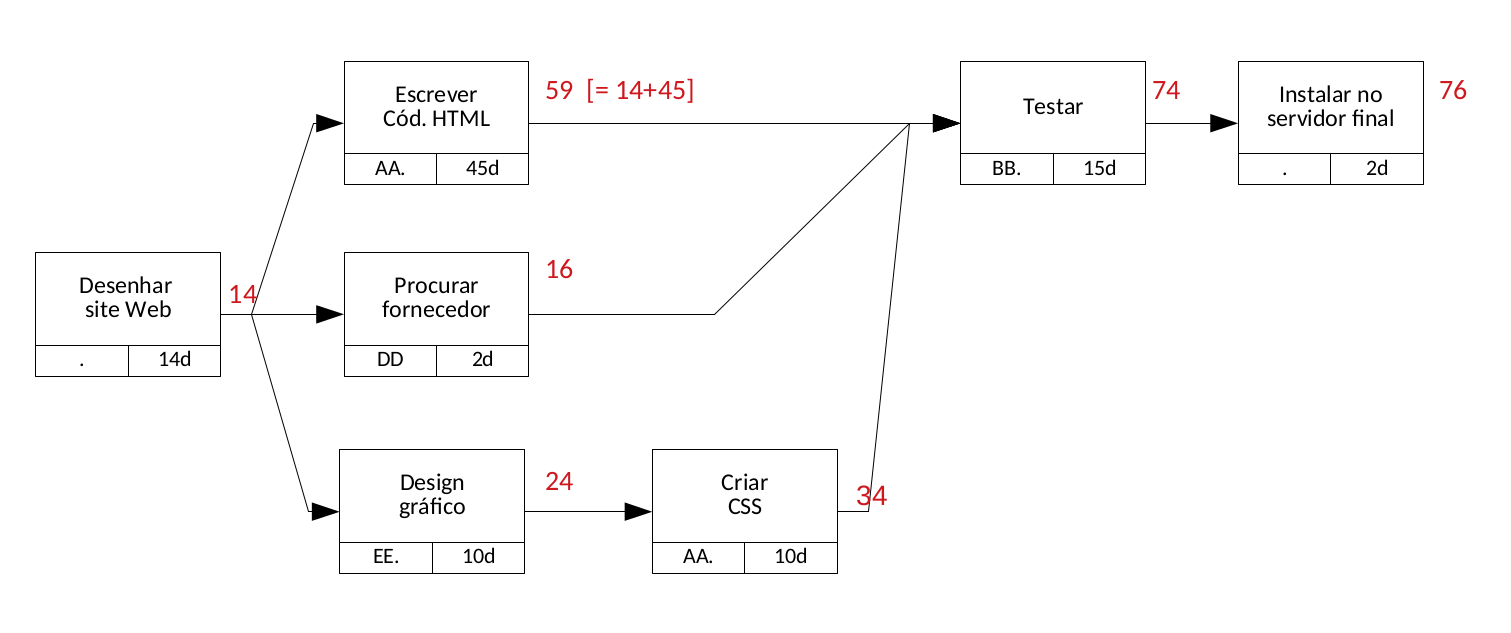 Escrever
Cód. HTML
AA.
45d
59 [= 14+45]
Testar
BB.
15d
74
Instalar no
servidor final
.
2d
76
Desenhar
site Web
.
14d
14
Procurar
fornecedor
DD
2d
16
Design
gráfico
EE.
10d
24
Criar
CSS
AA.
10d
34